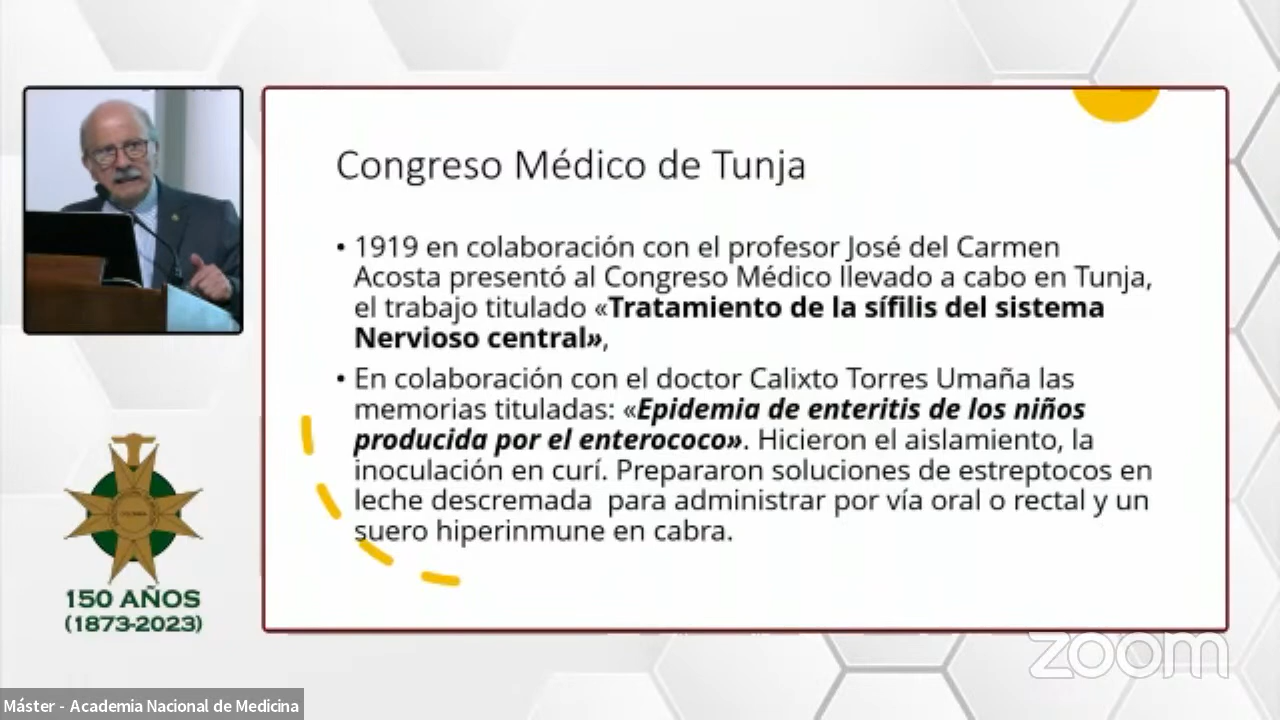 Congreso Médico de Tunja
• 1919 en colaboración con el profesor José del Carmen
Acosta presentó al Congreso Médico llevado a cabo en Tunja,
el trabajo titulado «Tratamiento de la sífilis del sistema
Nervioso central»,
• En colaboración con el doctor Calixto Torres Umaña las
memorias tituladas: «Epidemia de enteritis de los niños
producida por el enterococo». Hicieron el aislamiento, la
inoculación en curí. Prepararon soluciones de estreptocos en
leche descremada  para administrar por vía oral o rectal y un
suero hiperinmune en cabra.
150 AÑOS
(1873-2023)
zoom
Máster - Academia Nacional de Medicina